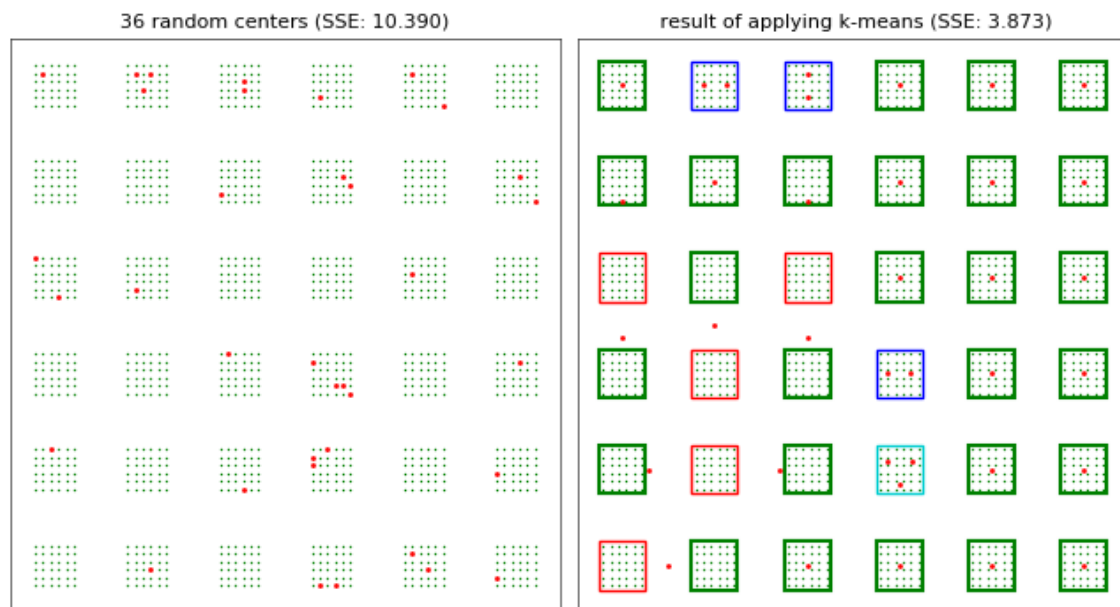 36 random centers (SSE: 10.390)
result of applying k-means (SSE: 3.873)